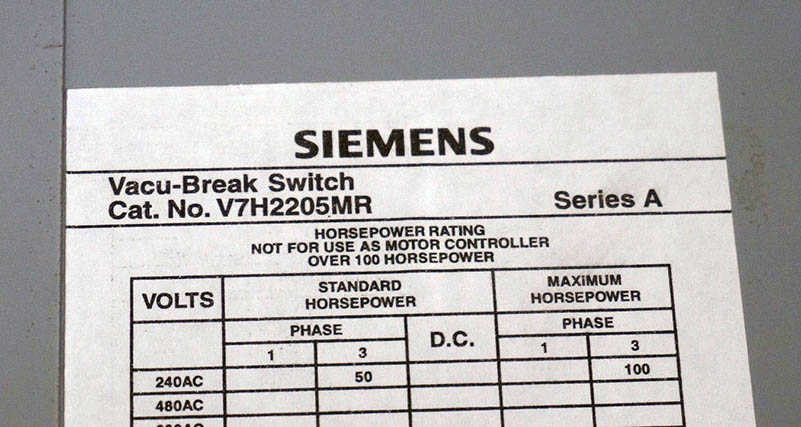 SIEMENS
Vacu-Break Switch
Cat. No. V7H2205MR Series A
HORSEPOWER RATING
NOT FOR USE AS MOTOR CONTROLLER
OVER 100 HORSEPOWER
VOLTS STANDARD HORSEPOWER MAXIMUM HORSEPOWER
PHASE D.C. PHASE
1 3 1 3
240AC 50 100
480AC